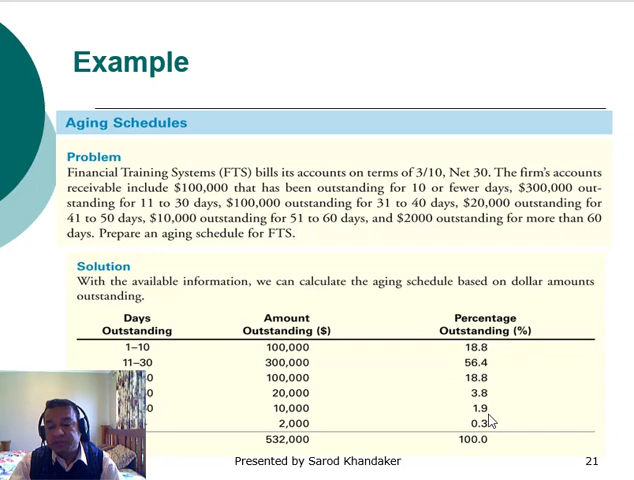 Example
Aging Schedules
Problem
Financial Training Systems (FTS) bills its accounts on terms of 3/10, Net 30. The firm's accounts
receivable include $100,000 that has been outstanding for 10 or fewer days, $300,000 out-
standing for 11 to 30 days, $100,000 outstanding for 31 to 40 days, $20,000 outstanding for
41 to 50 days, $10,000 outstanding for 51 to 60 days, and $2000 outstanding for more than 60
days. Prepare an aging schedule for FTS.
Solution
With the available information, we can calculate the aging schedule based on dollar amounts
outstanding.
Days Amount Percentage
Outstanding Outstanding ($) Outstanding (%)
1–10 100,000 18.8
11–30 300,000 56.4
100,000 18.8
20,000 3.8
10,000 1.9
2,000 0.3
532,000 100.0
Presented by Sarod Khandaker 21